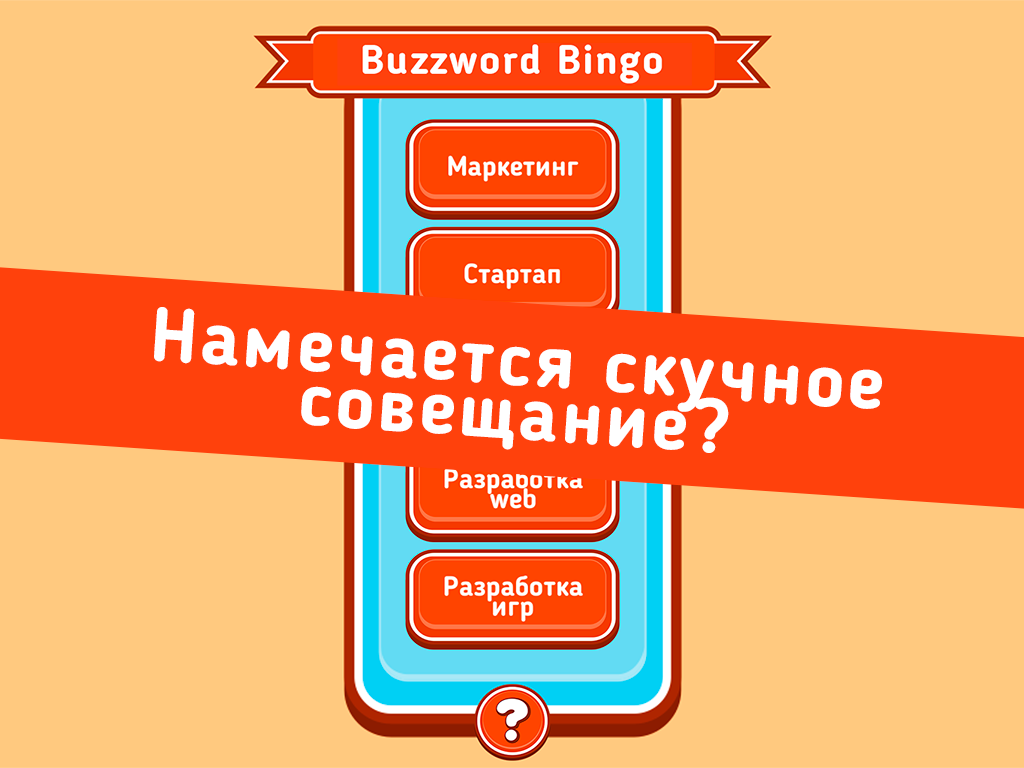 Buzzword Bingo
Маркетинг
Стартап
Намечается скучное
совещание?
Разработка
web
Разработка
игр
?